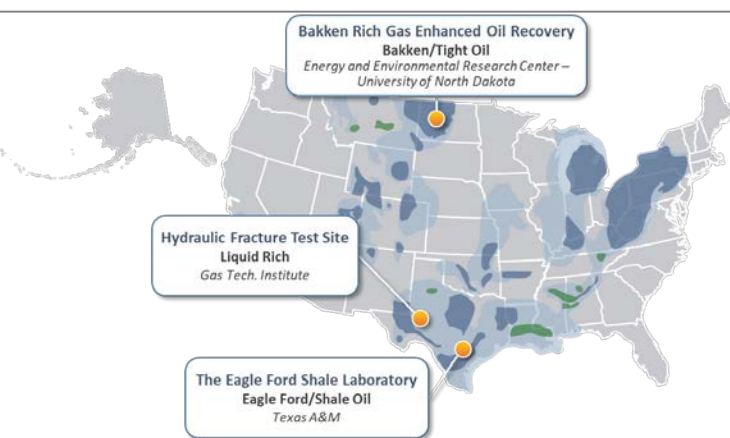 Bakken Rich Gas Enhanced Oil Recovery
Bakken/Tight Oil
Energy and Environmental Research Center –
University of North Dakota
Hydraulic Fracture Test Site
Liquid Rich
Gas Tech. Institute
The Eagle Ford Shale Laboratory
Eagle Ford/Shale Oil
Texas A&M